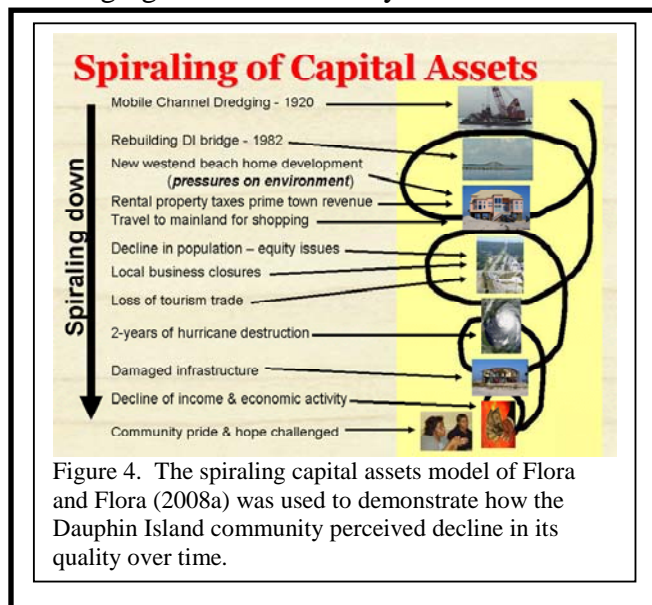 Spiraling of Capital Assets
Spiraling down
Mobile Channel Dredging - 1920
Rebuilding DI bridge - 1982
New westend beach home development
(pressures on environment)
Rental property taxes prime town revenue
Travel to mainland for shopping
Decline in population – equity issues
Local business closures
Loss of tourism trade
2-years of hurricane destruction
Damaged infrastructure
Decline of income & economic activity
Community pride & hope challenged
Figure 4.  The spiraling capital assets model of Flora
and Flora (2008a) was used to demonstrate how the
Dauphin Island community perceived decline in its
quality over time.